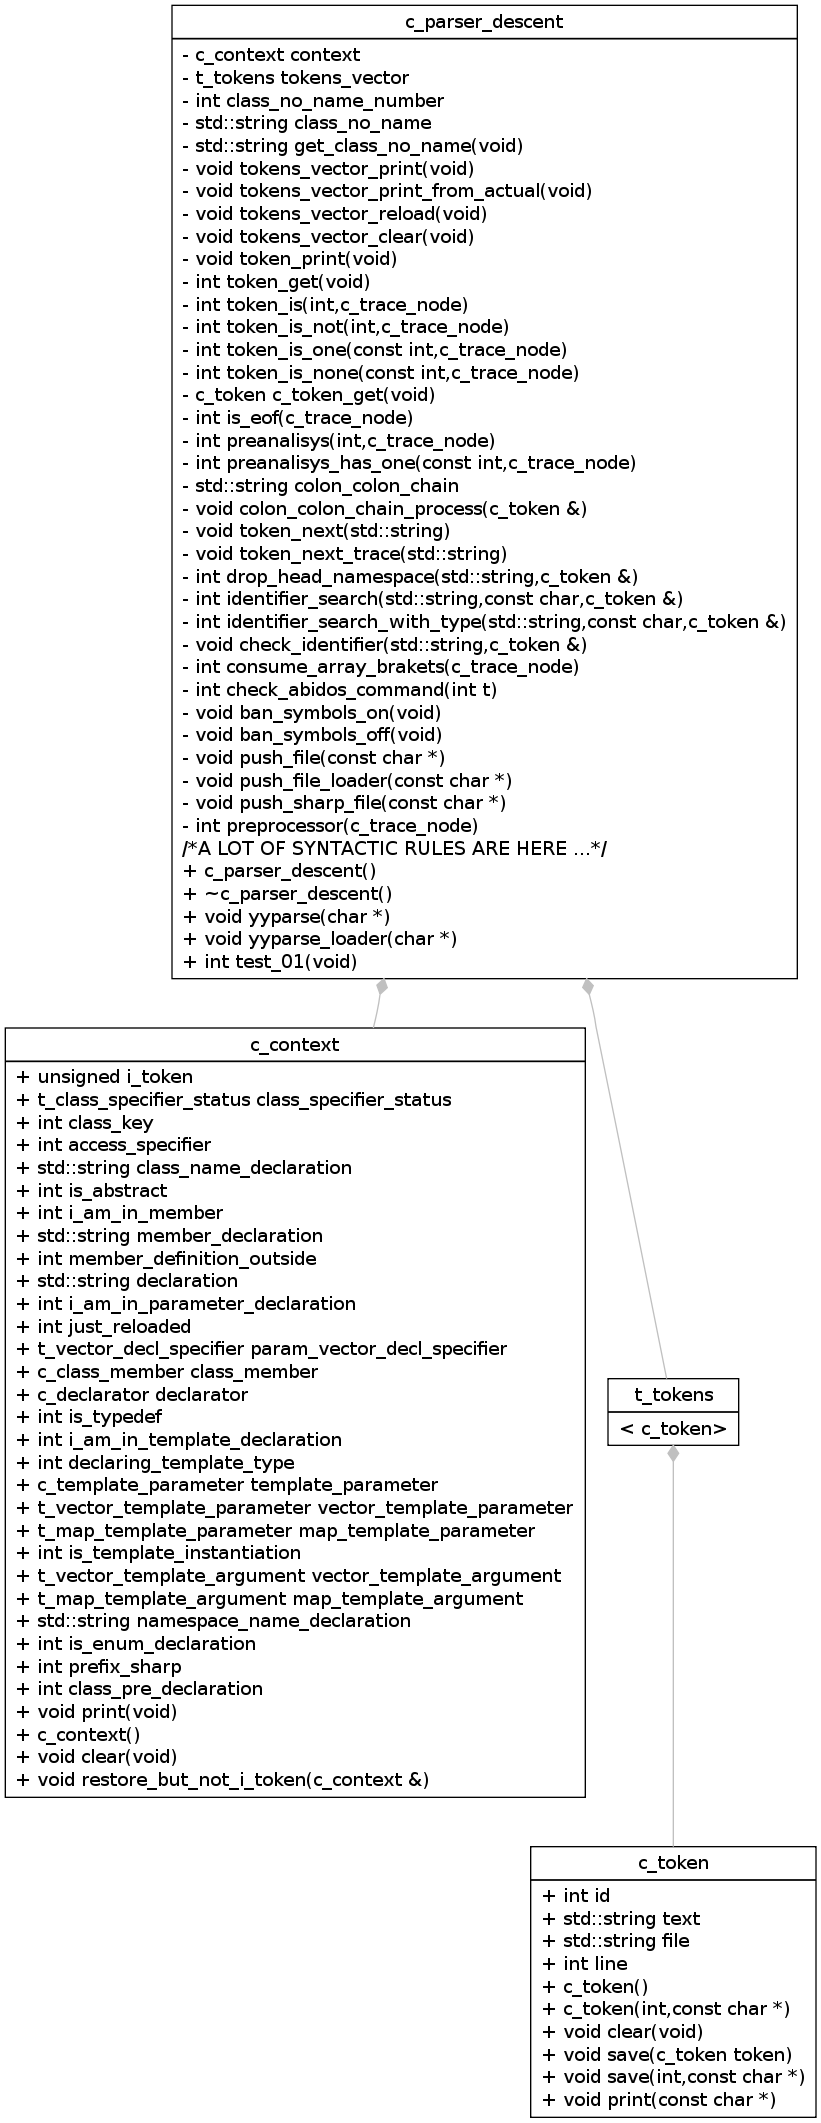 c_parser_descent
- c_context context
- t_tokens tokens_vector
- int class_no_name_number
- std::string class_no_name
- std::string get_class_no_name(void)
- void tokens_vector_print(void)
- void tokens_vector_print_from_actual(void)
- void tokens_vector_reload(void)
- void tokens_vector_clear(void)
- void token_print(void)
- int token_get(void)
- int token_is(int,c_trace_node)
- int token_is_not(int,c_trace_node)
- int token_is_one(const int,c_trace_node)
- int token_is_none(const int,c_trace_node)
- c_token c_token_get(void)
- int is_eof(c_trace_node)
- int preanalisys(int,c_trace_node)
- int preanalisys_has_one(const int,c_trace_node)
- std::string colon_colon_chain
- void colon_colon_chain_process(c_token &)
- void token_next(std::string)
- void token_next_trace(std::string)
- int drop_head_namespace(std::string,c_token &)
- int identifier_search(std::string,const char,c_token &)
- int identifier_search_with_type(std::string,const char,c_token &)
- void check_identifier(std::string,c_token &)
- int consume_array_brakets(c_trace_node)
- int check_abidos_command(int t)
- void ban_symbols_on(void)
- void ban_symbols_off(void)
- void push_file(const char *)
- void push_file_loader(const char *)
- void push_sharp_file(const char *)
- int preprocessor(c_trace_node)
/*A LOT OF SYNTACTIC RULES ARE HERE ...*/
+ c_parser_descent()
+ ~c_parser_descent()
+ void yyparse(char *)
+ void yyparse_loader(char *)
+ int test_01(void)
c_context
+ unsigned i_token
+ t_class_specifier_status class_specifier_status
+ int class_key
+ int access_specifier
+ std::string class_name_declaration
+ int is_abstract
+ int i_am_in_member
+ std::string member_declaration
+ int member_definition_outside
+ std::string declaration
+ int i_am_in_parameter_declaration
+ int just_reloaded
+ t_vector_decl_specifier param_vector_decl_specifier
+ c_class_member class_member
+ c_declarator declarator
+ int is_typedef
+ int i_am_in_template_declaration
+ int declaring_template_type
+ c_template_parameter template_parameter
+ t_vector_template_parameter vector_template_parameter
+ t_map_template_parameter map_template_parameter
+ int is_template_instantiation
+ t_vector_template_argument vector_template_argument
+ t_map_template_argument map_template_argument
+ std::string namespace_name_declaration
+ int is_enum_declaration
+ int prefix_sharp
+ int class_pre_declaration
+ void print(void)
+ c_context()
+ void clear(void)
+ void restore_but_not_i_token(c_context &)
t_tokens
< c_token>
c_token
+ int id
+ std::string text
+ std::string file
+ int line
+ c_token()
+ c_token(int,const char *)
+ void clear(void)
+ void save(c_token token)
+ void save(int,const char *)
+ void print(const char *)